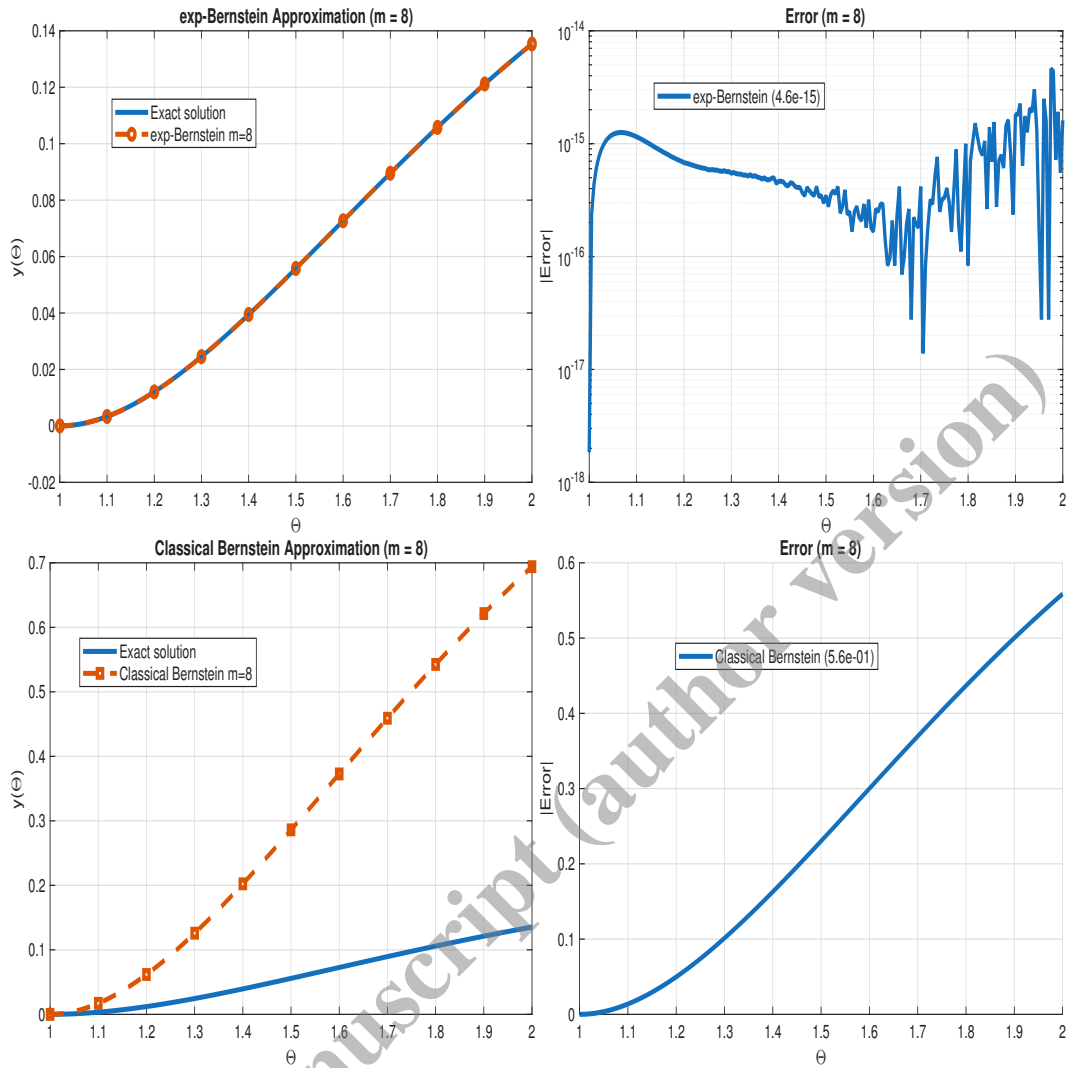 exp-Bernstein Approximation (m = 8)
0.14
0.12
0.1
0.08
0.06
0.04
0.02
0
-0.02
y(Θ)
Exact solution
exp-Bernstein m=8
1 1.1 1.2 1.3 1.4 1.5 1.6 1.7 1.8 1.9 2
Θ
Error (m = 8)
10^-14
10^-15
10^-16
10^-17
10^-18
|Error|
exp-Bernstein (4.6e-15)
1 1.1 1.2 1.3 1.4 1.5 1.6 1.7 1.8 1.9 2
Θ
Classical Bernstein Approximation (m = 8)
0.7
0.6
0.5
0.4
0.3
0.2
0.1
0
y(Θ)
Exact solution
Classical Bernstein m=8
1 1.1 1.2 1.3 1.4 1.5 1.6 1.7 1.8 1.9 2
Θ
Error (m = 8)
0.6
0.5
0.4
0.3
0.2
0.1
0
|Error|
Classical Bernstein (5.6e-01)
1 1.1 1.2 1.3 1.4 1.5 1.6 1.7 1.8 1.9 2
Θ
nuscript (author version)